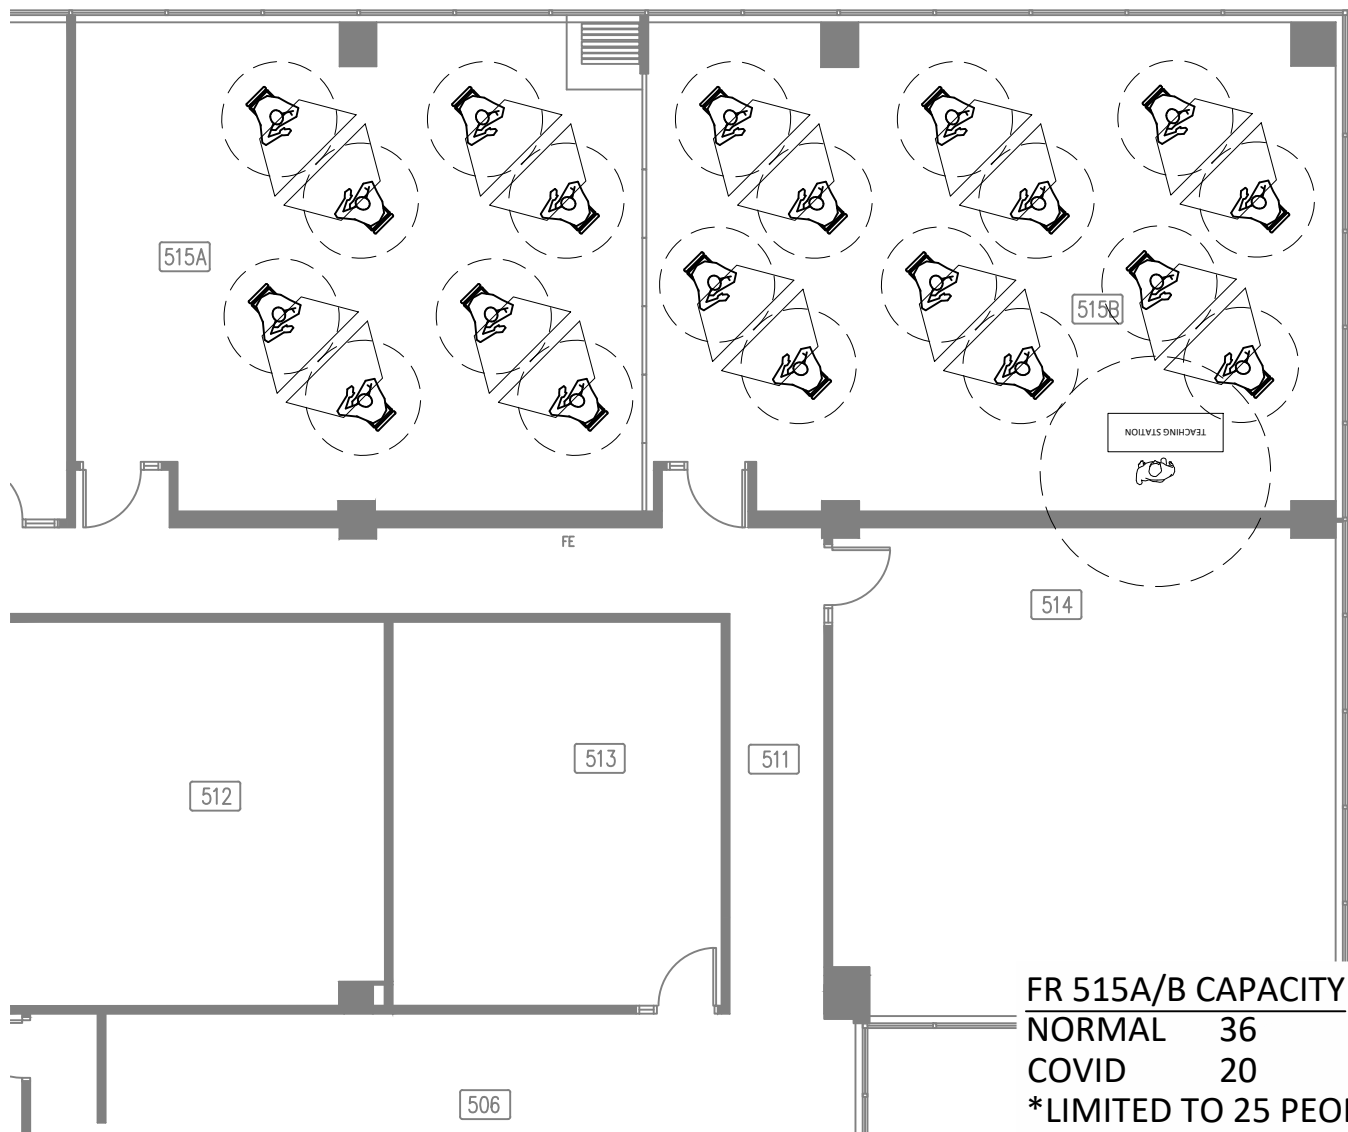 515A
515B
TEACHING STATION
FE
514
513
511
512
FR 515A/B CAPACITY
NORMAL 36
COVID 20
*LIMITED TO 25
506